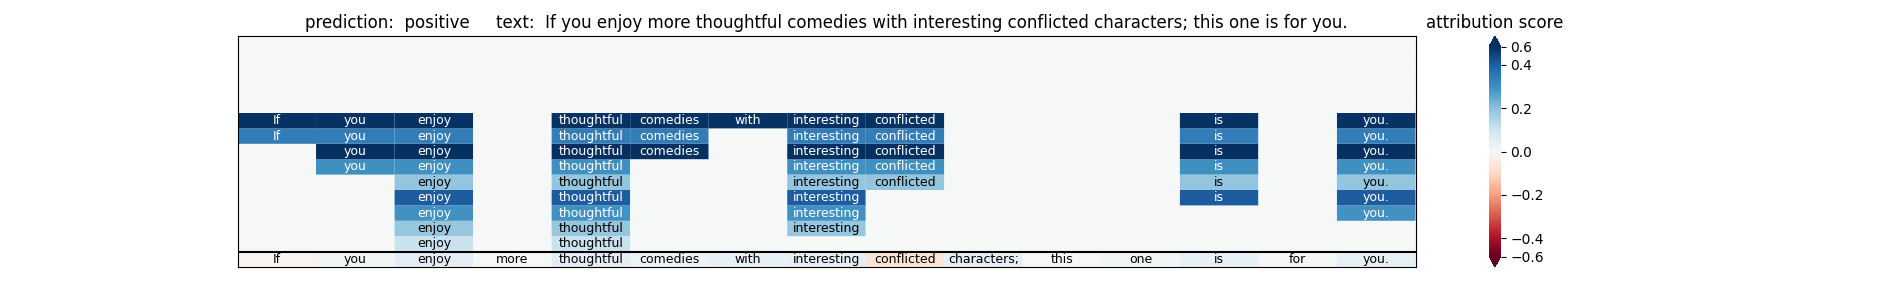 prediction: positive text: If you enjoy more thoughtful comedies with interesting conflicted characters; this one is for you. attribution score
0.6
0.4
If you enjoy thoughtful comedies with interesting conflicted is you.
0.2
If you enjoy thoughtful comedies interesting conflicted is you.
you enjoy thoughtful comedies interesting conflicted is you.
0.0
you enjoy thoughtful interesting conflicted is you.
enjoy thoughtful interesting conflicted is you.
−0.2
enjoy thoughtful interesting is you.
enjoy thoughtful interesting you.
enjoy thoughtful interesting
−0.4
enjoy thoughtful
−0.6
If you enjoy more thoughtful comedies with interesting conflicted characters; this one is for you.